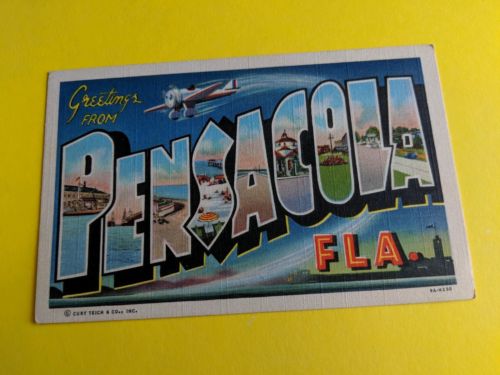 Greetings
FROM
PENSACOLA
FLA.
© CURT TEICH & CO., INC.